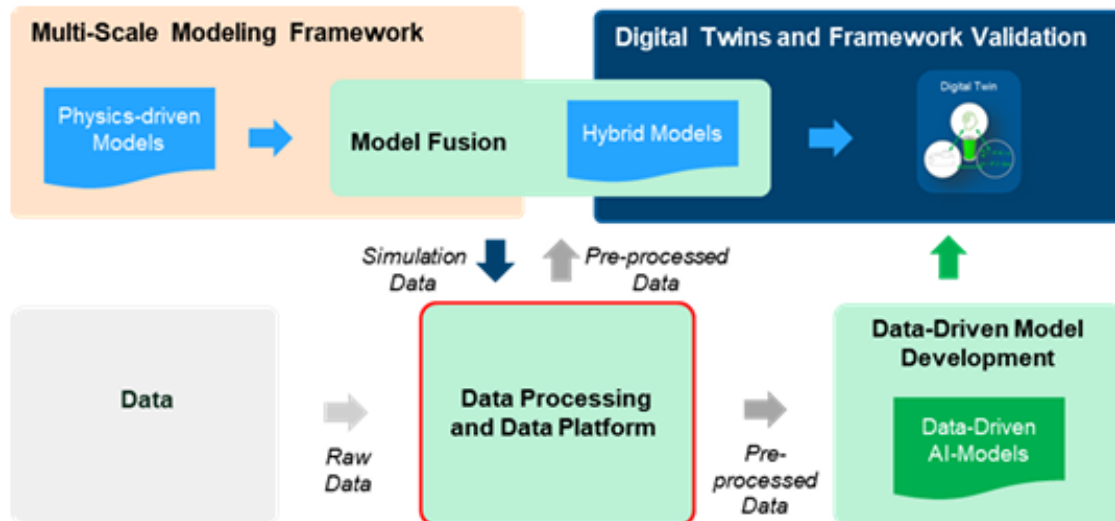 Multi-Scale Modeling Framework
Digital Twins and Framework Validation
Physics-driven
Models
Model Fusion
Hybrid Models
Digital Twin
Simulation
Data
Pre-processed
Data
Data
Raw
Data
Data Processing
and Data Platform
Pre-
processed
Data
Data-Driven Model
Development
Data-Driven
AI-Models